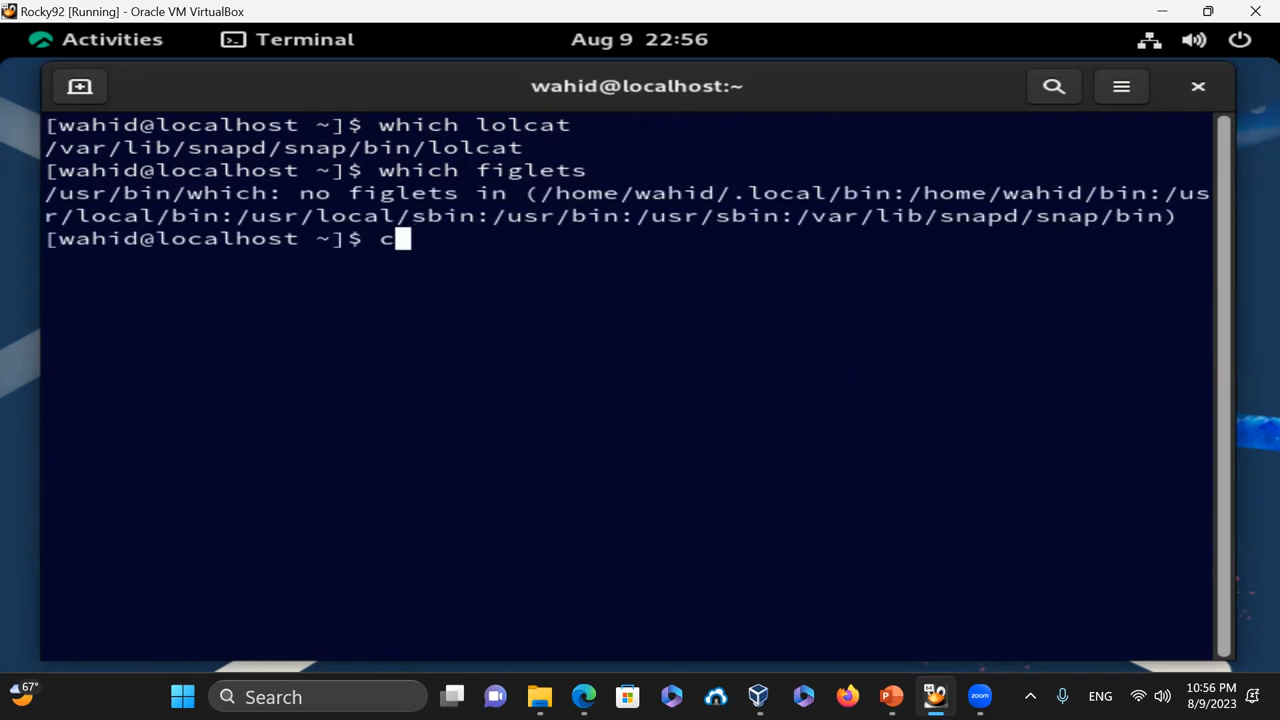 Rocky92 [Running] - Oracle VM VirtualBox
Activities Terminal Aug 9 22:56
wahid@localhost:~
[wahid@localhost ~]$ which lolcat
/var/lib/snapd/snap/bin/lolcat
[wahid@localhost ~]$ which figlets
/usr/bin/which: no figlets in (/home/wahid/.local/bin:/home/wahid/bin:/us
r/local/bin:/usr/local/sbin:/usr/bin:/usr/sbin:/var/lib/snapd/snap/bin)
[wahid@localhost ~]$ c
67° Search zoom ENG 10:56 PM
8/9/2023